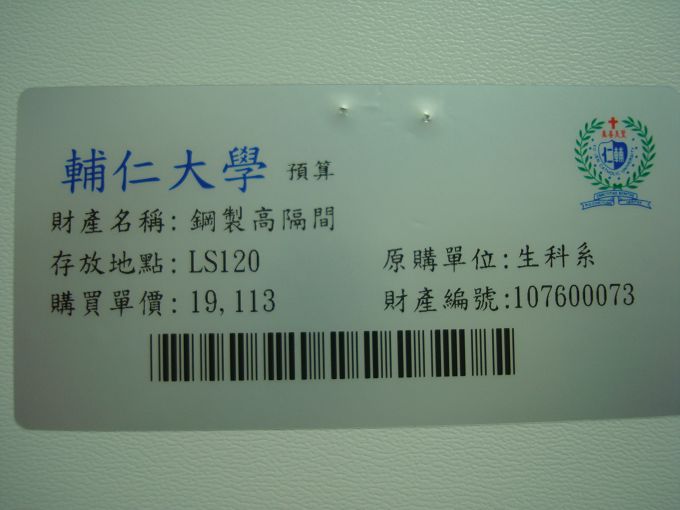 輔仁大學 預算
財產名稱: 鋼製高隔間
存放地點: LS120 原購單位: 生科系
購買單價: 19,113 財產編號:107600073
輔仁